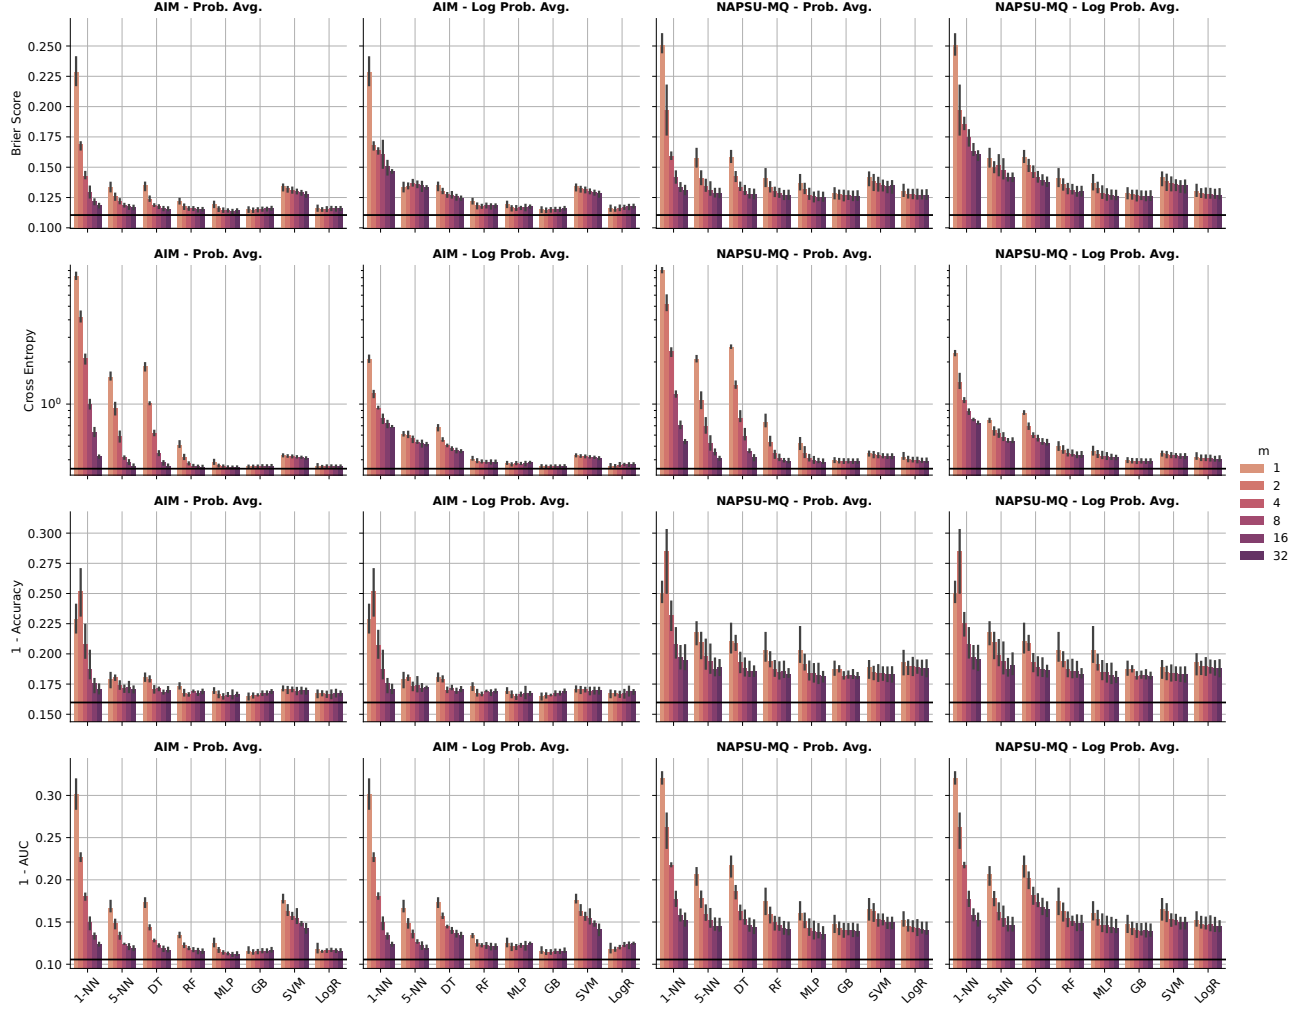 AIM - Prob. Avg.
AIM - Log Prob. Avg.
NAPSU-MQ - Prob. Avg.
NAPSU-MQ - Log Prob. Avg.
Brier Score
0.250
0.225
0.200
0.175
0.150
0.125
0.100
AIM - Prob. Avg.
AIM - Log Prob. Avg.
NAPSU-MQ - Prob. Avg.
NAPSU-MQ - Log Prob. Avg.
Cross Entropy
10⁰
AIM - Prob. Avg.
AIM - Log Prob. Avg.
NAPSU-MQ - Prob. Avg.
NAPSU-MQ - Log Prob. Avg.
1 - Accuracy
0.300
0.275
0.250
0.225
0.200
0.175
0.150
AIM - Prob. Avg.
AIM - Log Prob. Avg.
NAPSU-MQ - Prob. Avg.
NAPSU-MQ - Log Prob. Avg.
1 - AUC
0.30
0.25
0.20
0.15
0.10
1-NN 5-NN DT RF MLP GB SVM LogR
1-NN 5-NN DT RF MLP GB SVM LogR
1-NN 5-NN DT RF MLP GB SVM LogR
1-NN 5-NN DT RF MLP GB SVM LogR
m
1
2
4
8
16
32